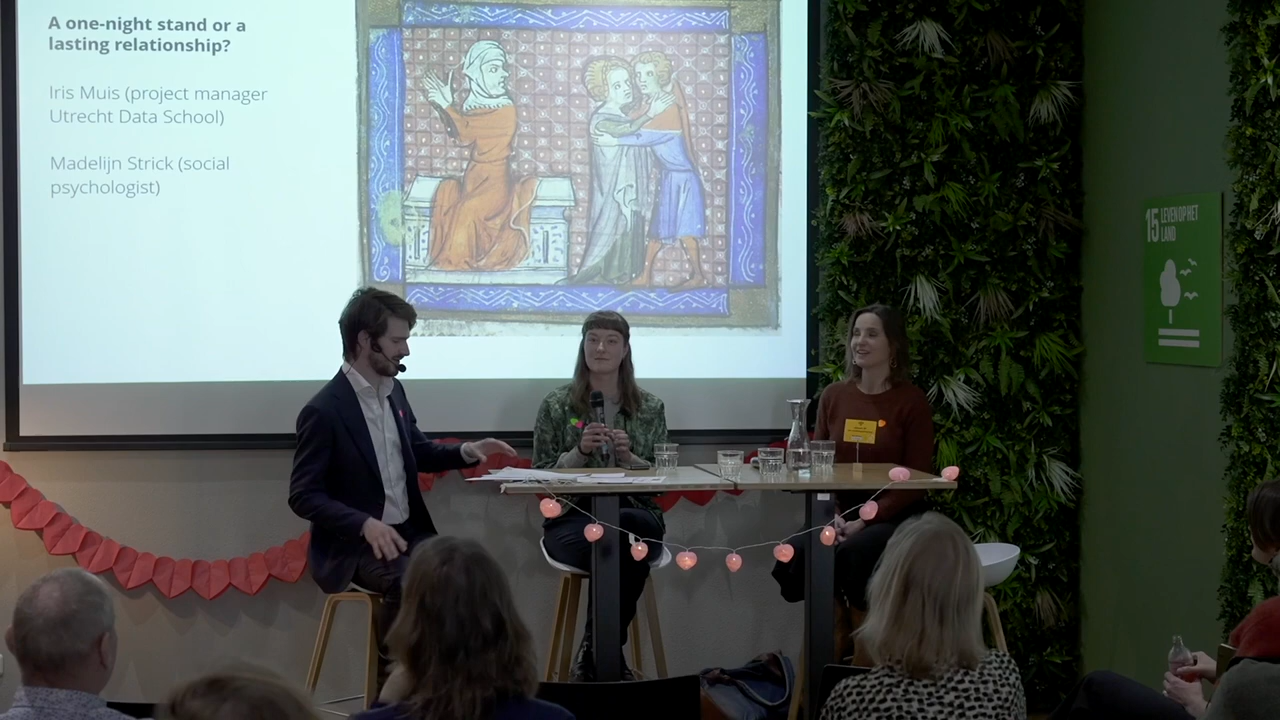 A one-night stand or a
lasting relationship?
Iris Muis (project manager
Utrecht Data School)
Madelijn Strick (social
psychologist)
15 LEVEN OP HET
LAND